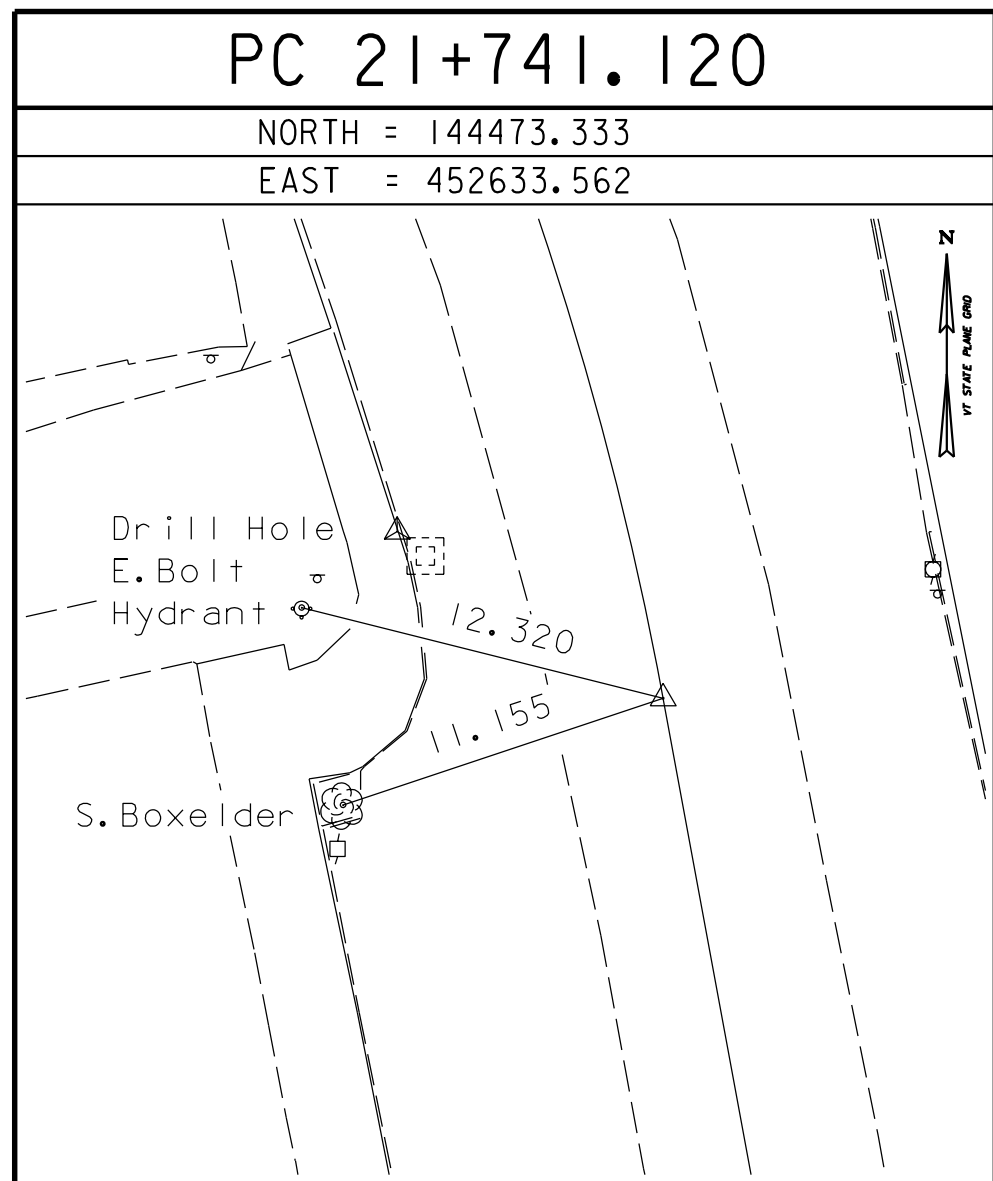 PC 21+741.120
NORTH = 144473.333
EAST = 452633.562
N
VT STATE PLANE GRID
Drill Hole
E.Bolt
Hydrant
12.320
11.155
S.Boxelder